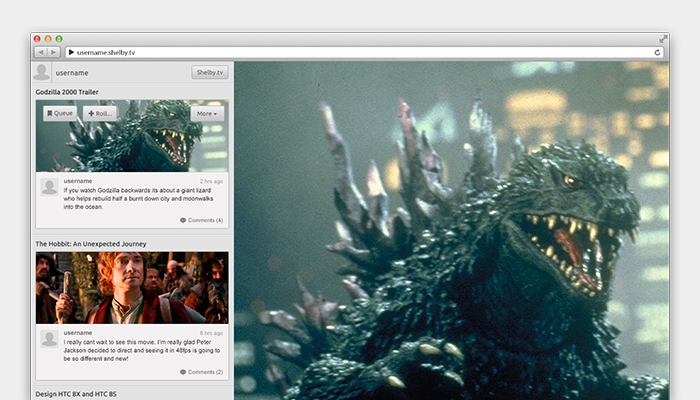 username.shelby.tv
username
Shelby.tv
Godzilla 2000 Trailer
Queue
Roll...
More
username
2 hrs ago
If you watch Godzilla backwards its about a giant lizard
who helps rebuild half a burnt down city and moonwalks
into the ocean.
Comments (4)
The Hobbit: An Unexpected Journey
username
6 hrs ago
I really cant wait to see this movie. I'm really glad Peter
Jackson decided to direct and seeing it in 48fps is going to
be so different and new!
Comments (2)
Design HTC 8X and HTC 8S